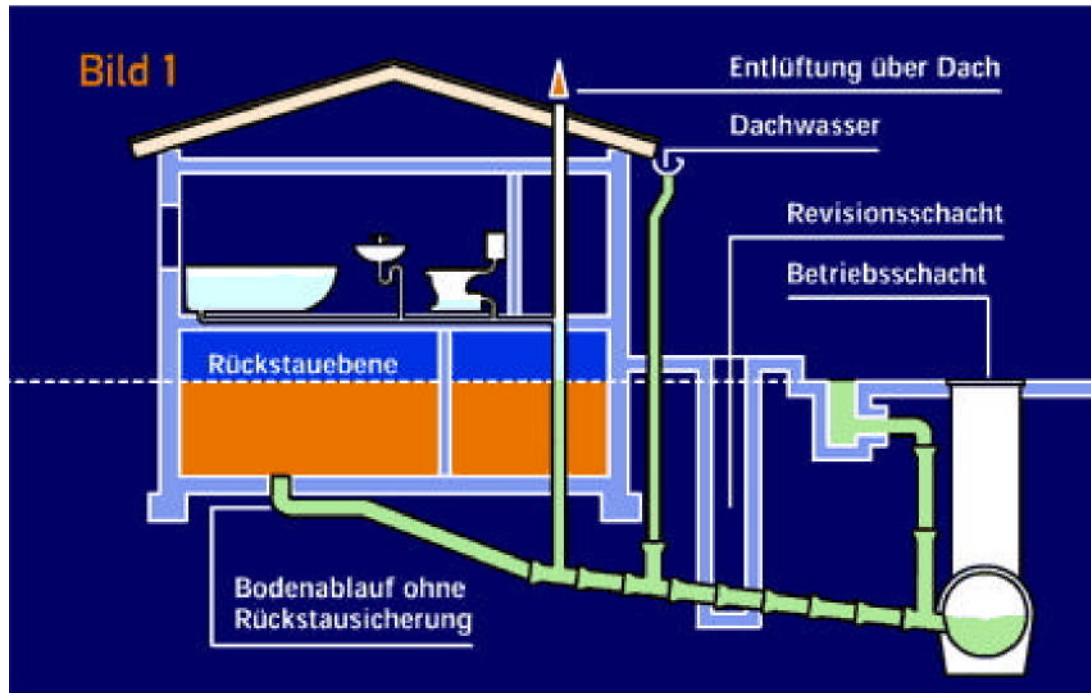 Bild 1
Entlüftung über Dach
Dachwasser
Revisionsschacht
Betriebsschacht
Rückstauebene
Bodenablauf ohne
Rückstausicherung